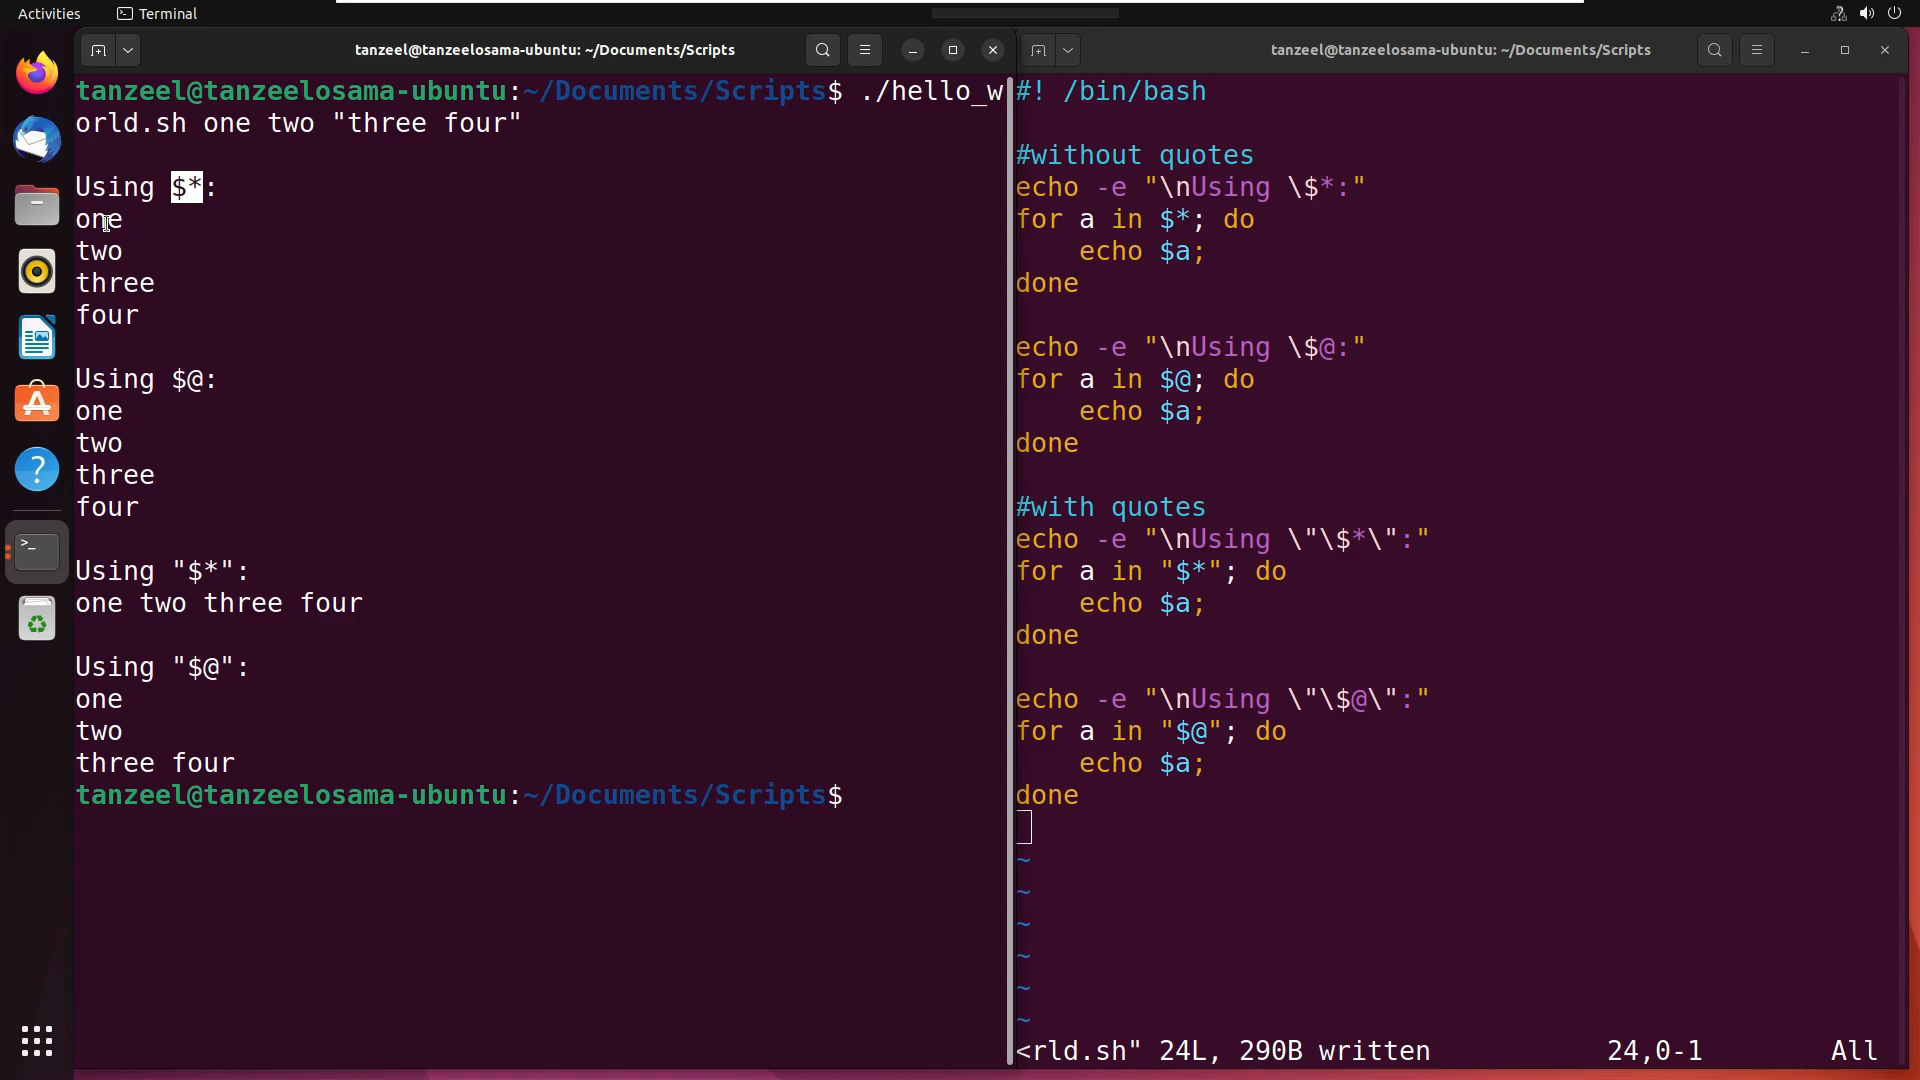 Activities
Terminal
tanzeel@tanzeelosama-ubuntu: ~/Documents/Scripts
tanzeel@tanzeelosama-ubuntu:~/Documents/Scripts$ ./hello_w
orld.sh one two "three four"
Using $*:
one
two
three
four
Using $@:
one
two
three
four
Using "$*":
one two three four
Using "$@":
one
two
three four
tanzeel@tanzeelosama-ubuntu:~/Documents/Scripts$
tanzeel@tanzeelosama-ubuntu: ~/Documents/Scripts
#! /bin/bash
#without quotes
echo -e "\nUsing \$*:"
for a in $*; do
    echo $a;
done
echo -e "\nUsing \$@:"
for a in $@; do
    echo $a;
done
#with quotes
echo -e "\nUsing \"\$*\":"
for a in "$*"; do
    echo $a;
done
echo -e "\nUsing \"\$@\":"
for a in "$@"; do
    echo $a;
done
~
~
~
~
~
~
<rld.sh" 24L, 290B written 24,0-1 All